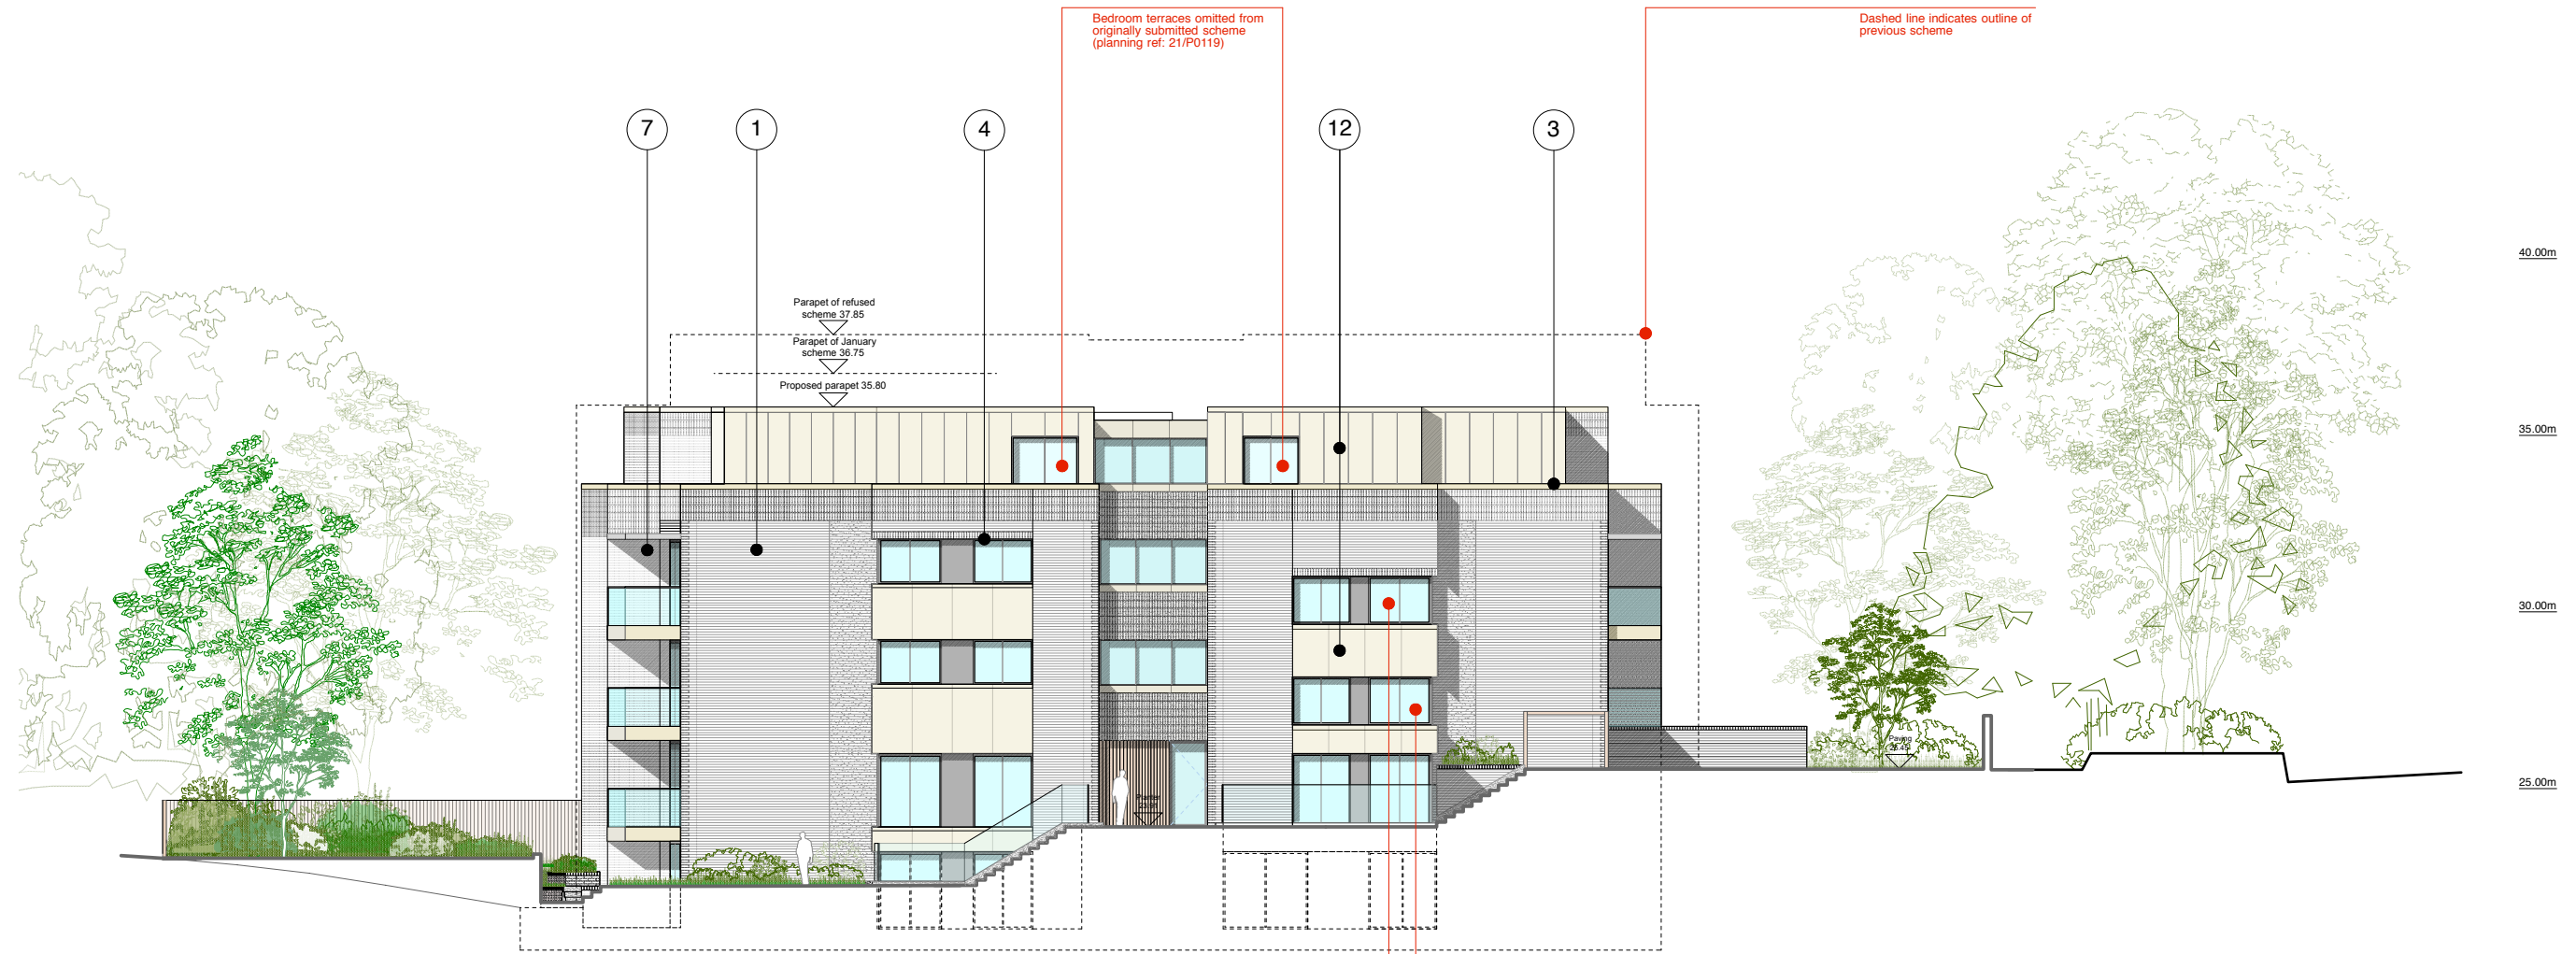 Bedroom terraces omitted from
originally submitted scheme
(planning ref: 21/P0119)
Dashed line indicates outline of
previous scheme
7
1
4
12
3
40.00m
Parapet of refused
scheme 37.85
Parapet of January
scheme 36.75
Proposed parapet 35.80
35.00m
30.00m
Paving
25.00m
Planter